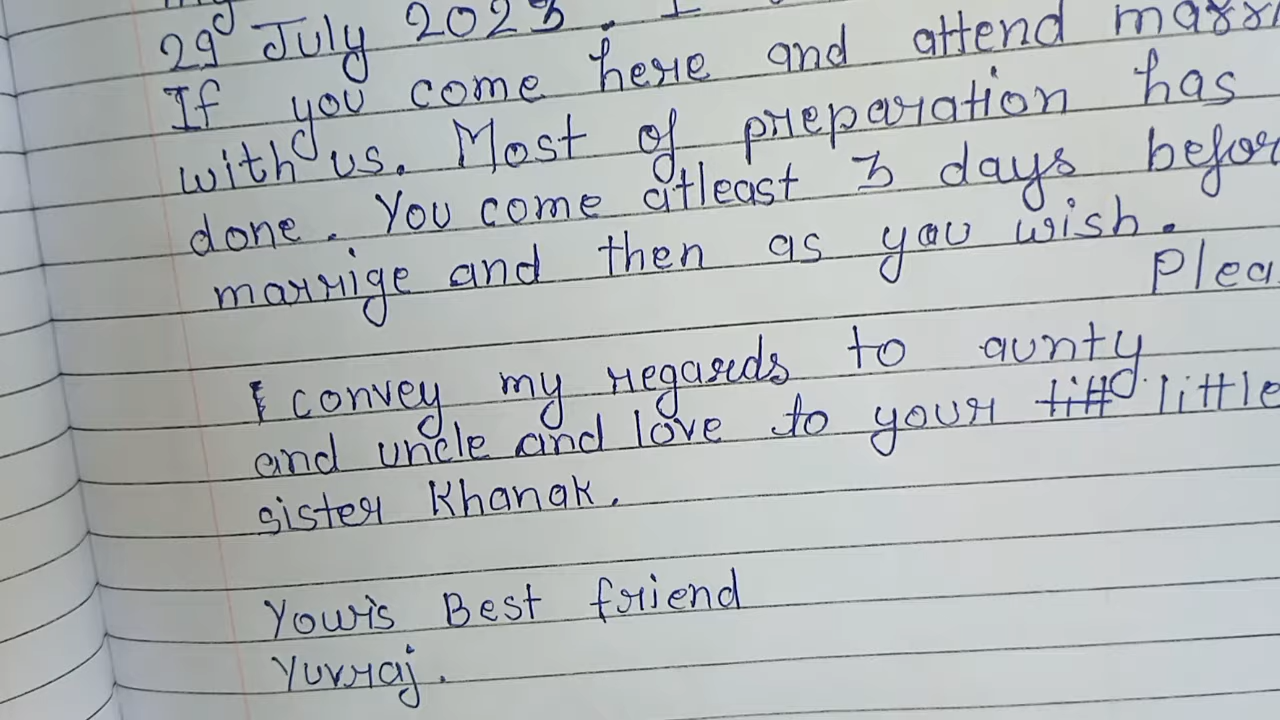 29 July 2023. I
If you come here and attend
with us. Most of preparation has
done. You come atleast 3 days befor
marrige and then as you wish.
Plea
convey my regards to aunty
and uncle and love to your little
sister Khanak.
Your's Best friend
Yuvraj.